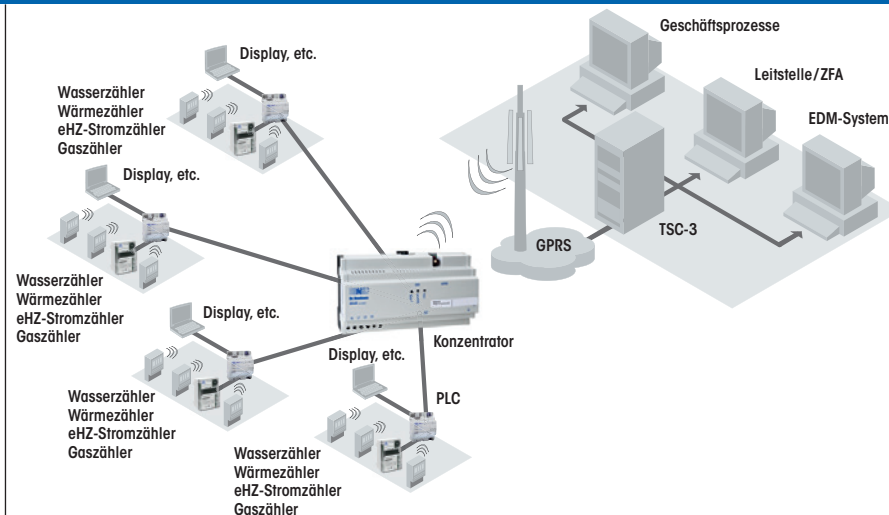 Geschäftsprozesse
Display, etc.
Leitstelle/ZFA
Wasserzähler
Wärmezähler
eHZ-Stromzähler
Gaszähler
EDM-System
Display, etc.
TSC-3
GPRS
Wasserzähler
Wärmezähler
eHZ-Stromzähler
Gaszähler
Display, etc.
Konzentrator
Display, etc.
Wasserzähler
Wärmezähler
eHZ-Stromzähler
Gaszähler
PLC
Wasserzähler
Wärmezähler
eHZ-Stromzähler
Gaszähler